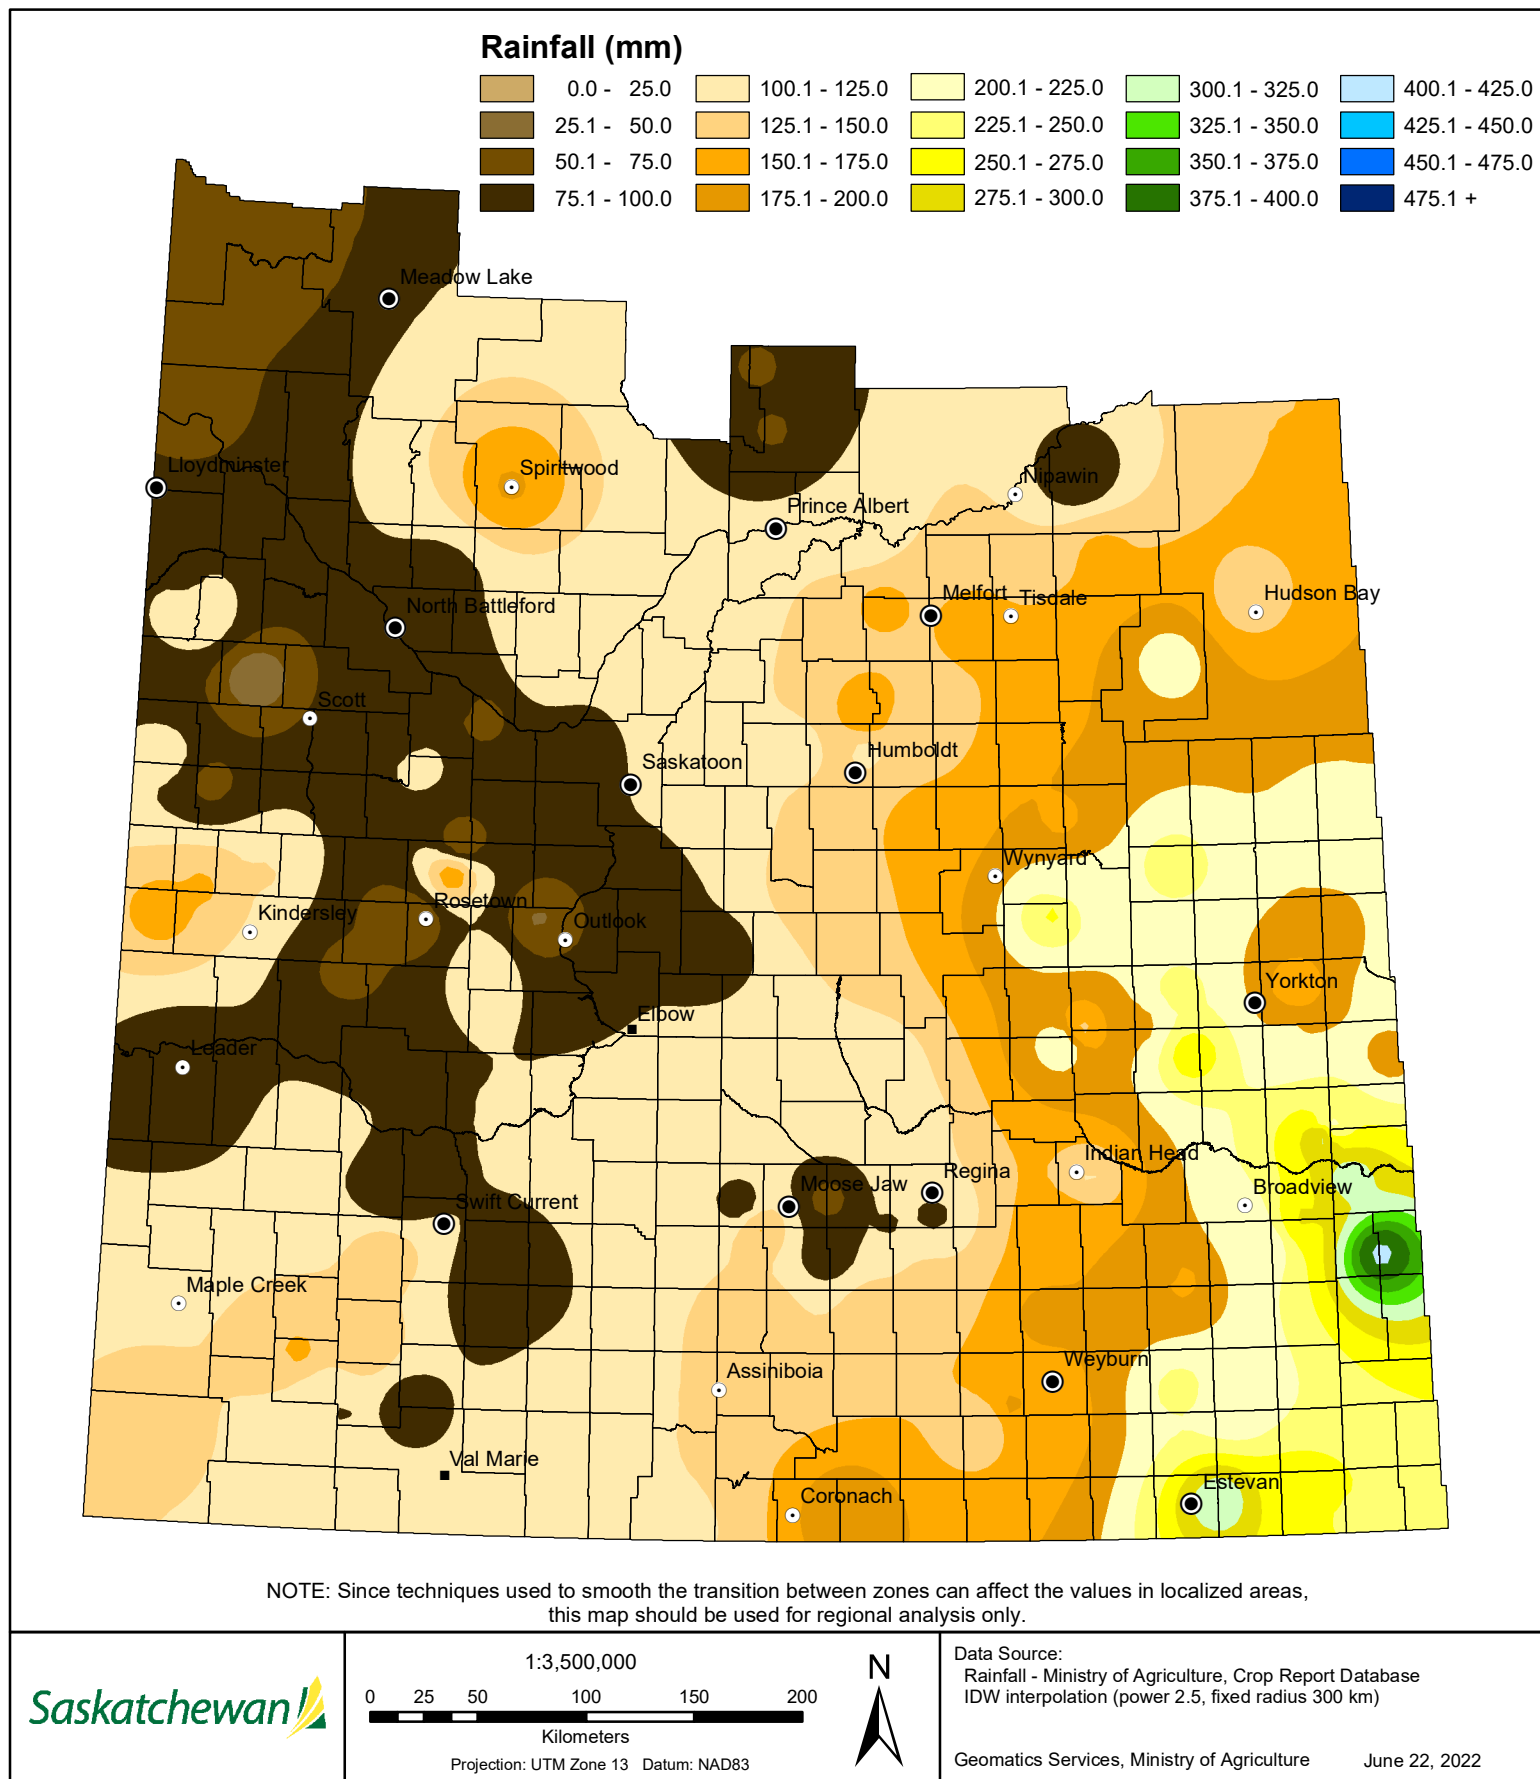 Rainfall (mm)
0.0 - 25.0
25.1 - 50.0
50.1 - 75.0
75.1 - 100.0
100.1 - 125.0
125.1 - 150.0
150.1 - 175.0
175.1 - 200.0
200.1 - 225.0
225.1 - 250.0
250.1 - 275.0
275.1 - 300.0
300.1 - 325.0
325.1 - 350.0
350.1 - 375.0
375.1 - 400.0
400.1 - 425.0
425.1 - 450.0
450.1 - 475.0
475.1 +
Meadow Lake
Lloydminster
Spiritwood
Nipawin
Prince Albert
North Battleford
Melfort
Tisdale
Hudson Bay
Scott
Saskatoon
Humboldt
Wynyard
Kindersley
Rosetown
Outlook
Yorkton
Elbow
Leader
Indian Head
Regina
Moose Jaw
Broadview
Swift Current
Maple Creek
Assiniboia
Weyburn
Val Marie
Coronach
Estevan
NOTE: Since techniques used to smooth the transition between zones can affect the values in localized areas,
this map should be used for regional analysis only.
Saskatchewan
1:3,500,000
0 25 50 100 150 200
Kilometers
Projection: UTM Zone 13 Datum: NAD83
N
Data Source:
Rainfall - Ministry of Agriculture, Crop Report Database
IDW interpolation (power 2.5, fixed radius 300 km)
Geomatics Services, Ministry of Agriculture June 22, 2022